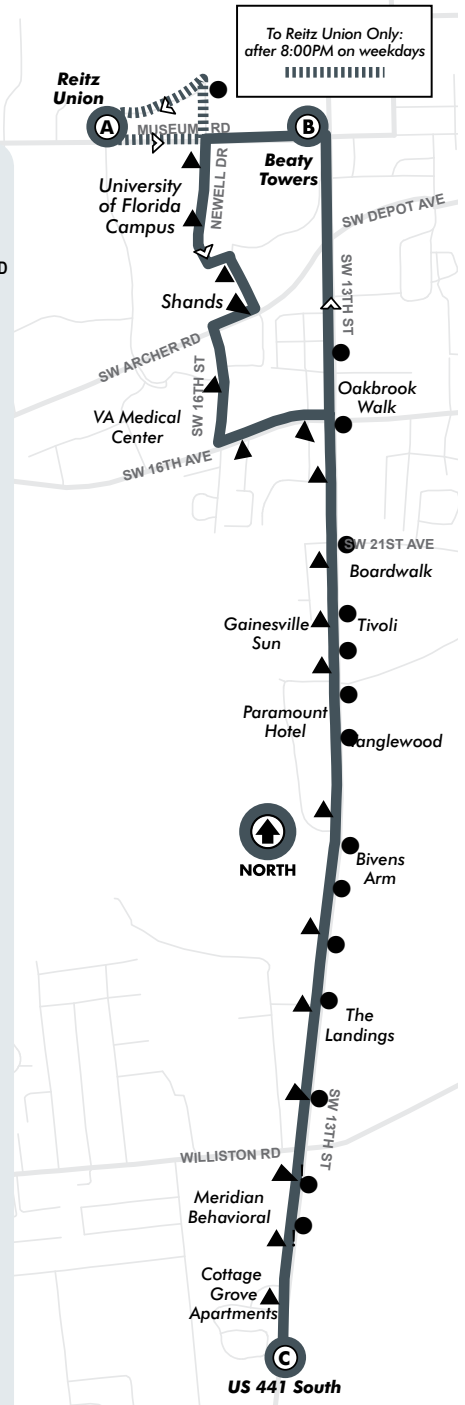 To Reitz Union Only:
after 8:00PM on weekdays
Reitz
Union
A
MUSEUM RD
B
Beaty
Towers
University
of Florida
Campus
NEWELL DR
SW DEPOT AVE
D
SW 13TH ST
Shands
SW ARCHER RD
SW 16TH ST
Oakbrook
Walk
VA Medical
Center
SW 16TH AVE
SW 21ST AVE
Boardwalk
Gainesville
Sun
Tivoli
Paramount
Hotel
Tanglewood
NORTH
Bivens
Arm
The
Landings
SW 13TH ST
WILLISTON RD
Meridian
Behavioral
Cottage
Grove
Apartments
C
US 441 South